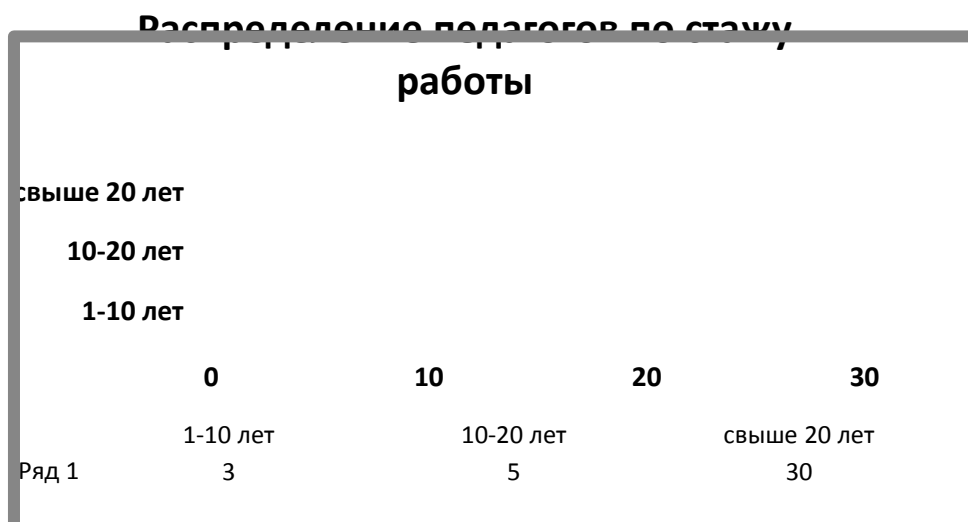 Распределение педагогов по стажу
работы
свыше 20 лет
10-20 лет
1-10 лет
0 10 20 30
1-10 лет 10-20 лет свыше 20 лет
Ряд 1 3 5 30